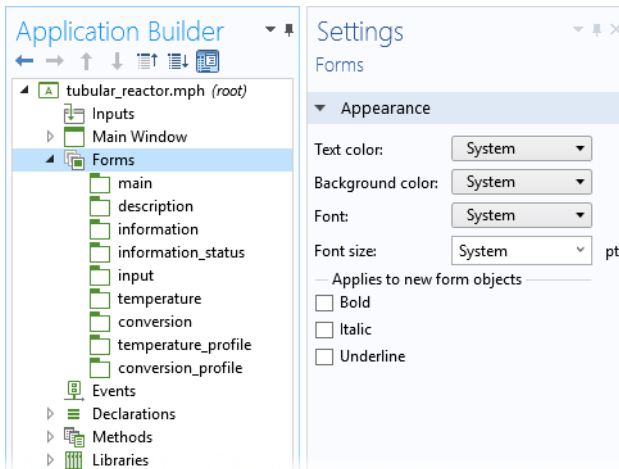 Application Builder
tubular_reactor.mph (root)
Inputs
Main Window
Forms
main
description
information
information_status
input
temperature
conversion
temperature_profile
conversion_profile
Events
Declarations
Methods
Libraries
Settings
Forms
Appearance
Text color: System
Background color: System
Font: System
Font size: System pt
Applies to new form objects
Bold
Italic
Underline